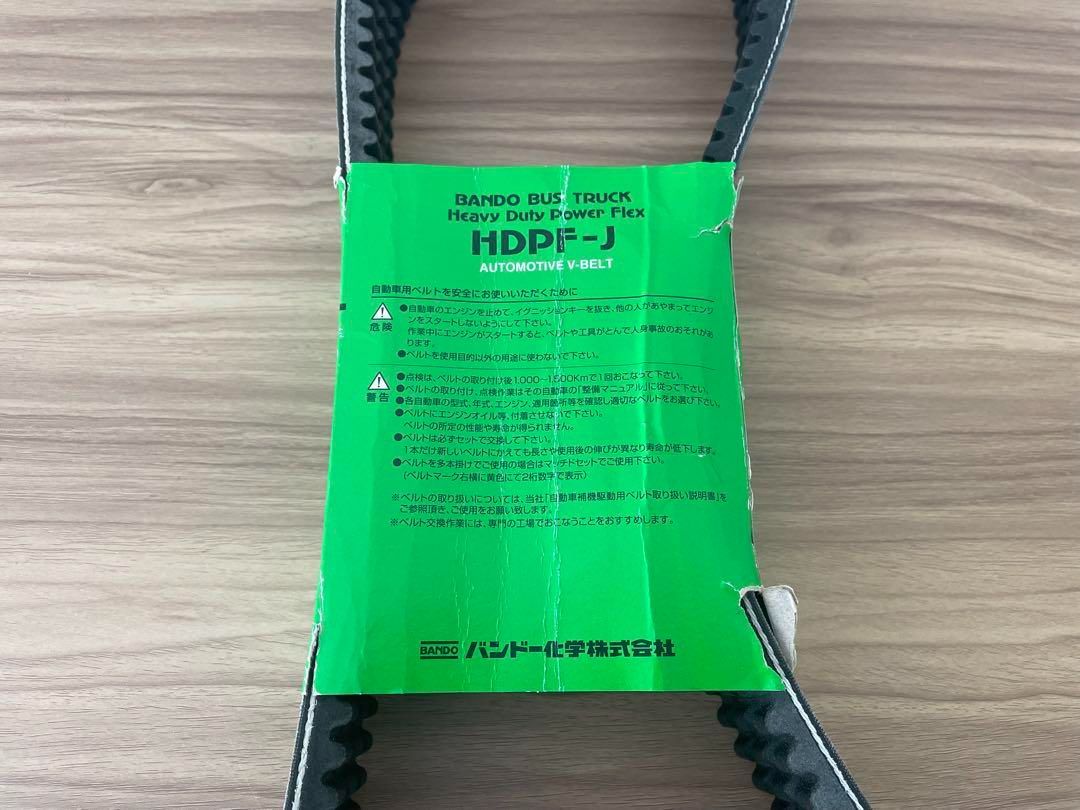 BANDO BUS TRUCK
Heavy Duty Power Flex
HDPF-J
AUTOMOTIVE V-BELT
自動車用ベルトを安全にお使いいただくために
危険
●自動車のエンジンを止めて、イグニッションキーを抜き、他の人があやまってエンジ
ンをスタートしないようにして下さい。
作業中にエンジンがスタートすると、ベルトや工具がとんで人身事故のおそれがあ
ります。
●ベルトを使用目的以外の用途に使わないで下さい。
警告
●点検は、ベルトの取り付け後1,000〜1,500Kmで1回おこなって下さい。
●ベルトの取り付け、点検作業はその自動車の「整備マニュアル」に従って下さい。
●各自動車の型式、年式、エンジン、適用箇所等を確認し適切なベルトをお選び下さい。
●ベルトにエンジンオイル等、付着させないで下さい。
ベルトの所定の性能や寿命が得られません。
●ベルトは必ずセットで交換して下さい。
1本だけ新しいベルトにかえても長さや使用後の伸びが異なり寿命が低下します。
●ベルトを多本掛けでご使用の場合はマッチドセットでご使用下さい。
(ベルトマーク右横に黄色にて2桁数字で表示)
※ベルトの取り扱いについては、当社「自動車補機駆動用ベルト取り扱い説明書」を
ご参照頂き、ご使用をお願い致します。
※ベルト交換作業には、専門の工場でおこなうことをおすすめします。
BANDO バンドー化学株式会社